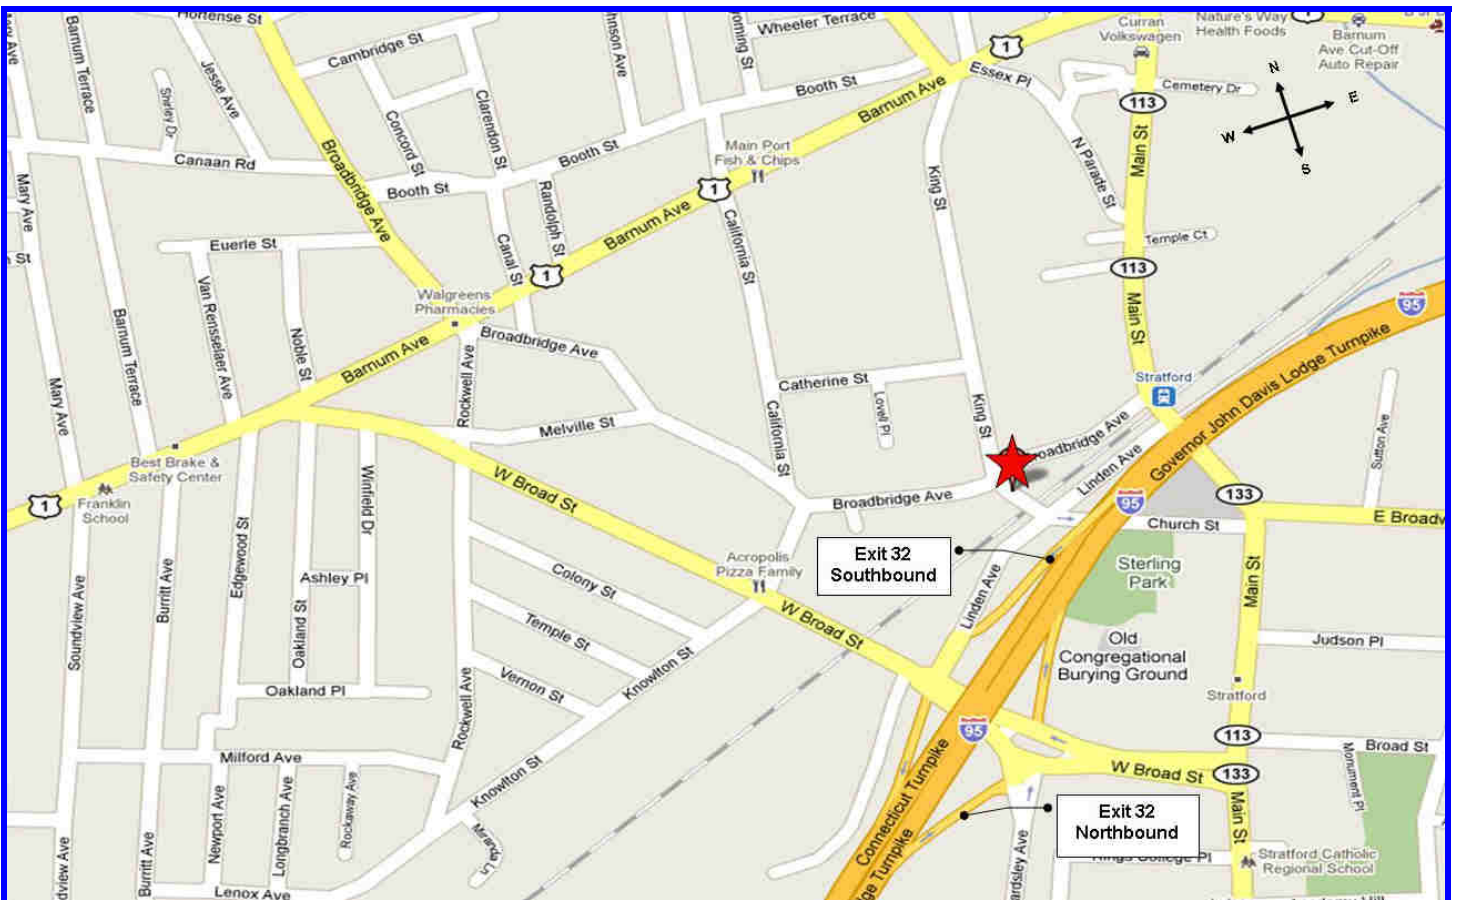 Hortense St
Cambridge St
Wheeler Terrace
Curran
Volkswagen
Nature's Way
Health Foods
1
Barnum
Ave Cut-Off
Auto Repair
Barnum Terrace
Jesse Ave
Shirley Dr
Concord St
Clarendon St
Booth St
Barnum Ave
1
Essex Pl
Cemetery Dr
113
N
E
W
S
Canaan Rd
Broadbridge Ave
Booth St
Booth St
Main Port
Fish & Chips
1
King St
N Parade St
Main St
Mary Ave
Euerle St
Canal St
Randolph St
1
Barnum Ave
California St
Temple Ct
113
Main St
Van Rensselaer Ave
Noble St
Walgreens
Pharmacies
Barnum Terrace
Barnum Ave
Rockwell Ave
Broadbridge Ave
Catherine St
Lovell Pl
King St
Stratford
95
Governor John Davis Lodge Turnpike
Mary Ave
Melville St
California St
Broadbridge Ave
Linden Ave
Sutton Ave
Best Brake &
Safety Center
Franklin
School
1
Winfield Dr
W Broad St
Broadbridge Ave
95
133
Church St
E Broadw
Exit 32
Southbound
Sterling
Park
Main St
Soundview Ave
Burritt Ave
Edgewood St
Ashley Pl
Oakland St
Colony St
Acropolis
Pizza Family
W Broad St
Linden Ave
Temple St
Old
Congregational
Burying Ground
Judson Pl
Oakland Pl
Rockwell Ave
Vernon St
Knowlton St
Stratford
95
113
Broad St
Milford Ave
Newport Ave
Longbranch Ave
Rockaway Ave
Knowlton St
Connecticut Turnpike
W Broad St
133
Monument Pl
Exit 32
Northbound
Main St
Burritt Ave
Lenox Ave
Stratford Catholic
Regional School